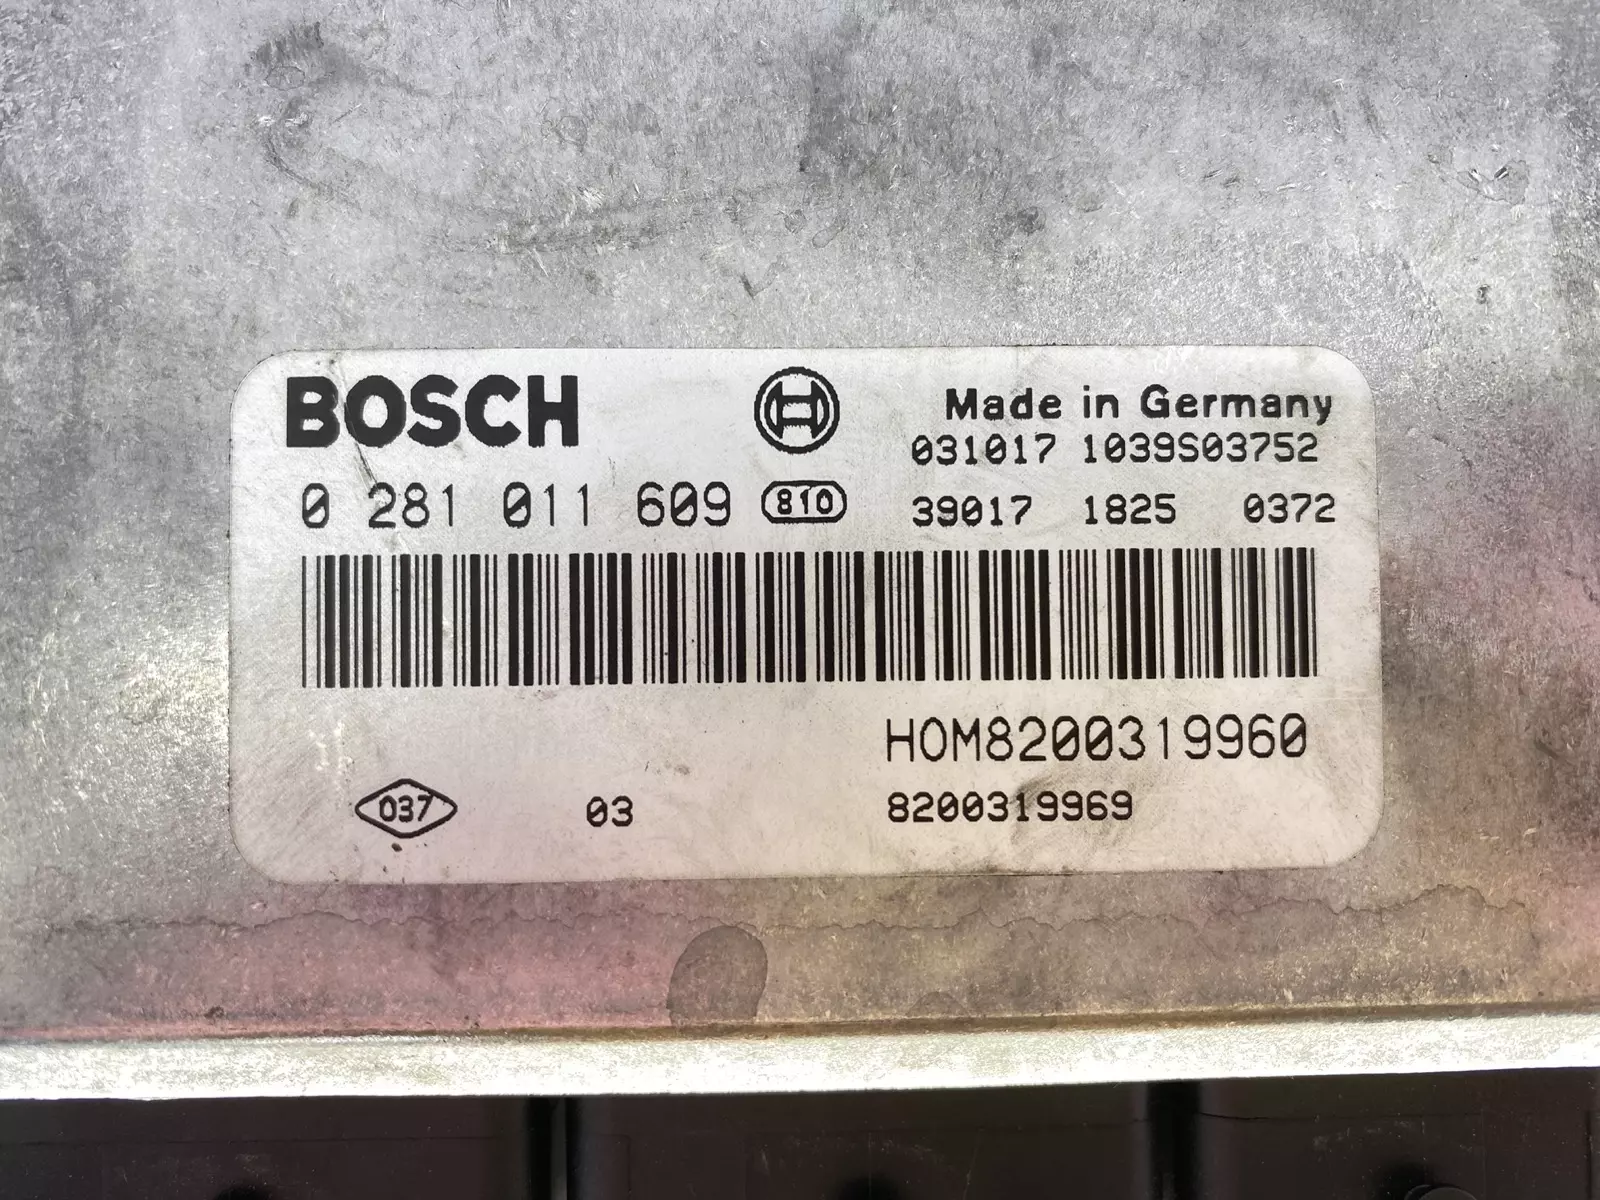 BOSCH
Made in Germany
031017 1039S03752
0 281 011 609 810 39017 1825 0372
HOM8200319960
037 03 8200319969